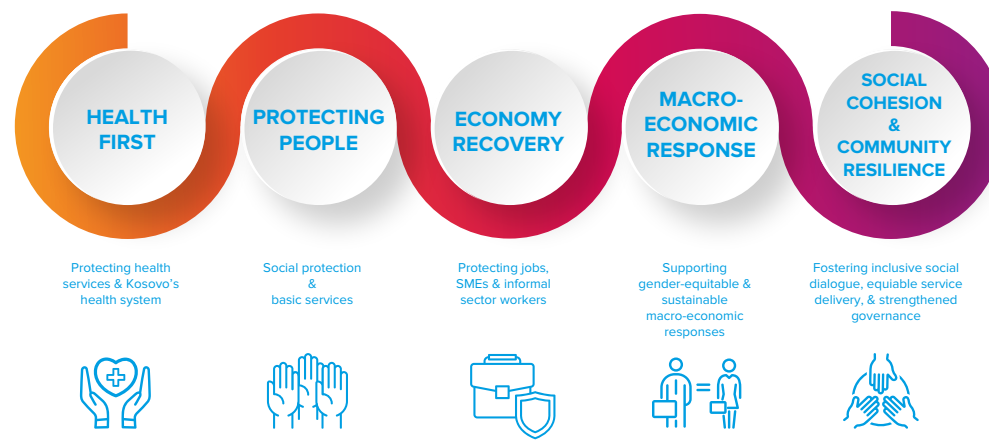 HEALTH
FIRST
PROTECTING
PEOPLE
ECONOMY
RECOVERY
MACRO-
ECONOMIC
RESPONSE
SOCIAL
COHESION
&
COMMUNITY
RESILIENCE
Protecting health
services & Kosovo's
health system
Social protection
&
basic services
Protecting jobs,
SMEs & informal
sector workers
Supporting
gender-equitable &
sustainable
macro-economic
responses
Fostering inclusive social
dialogue, equiable service
delivery, & strengthened
governance